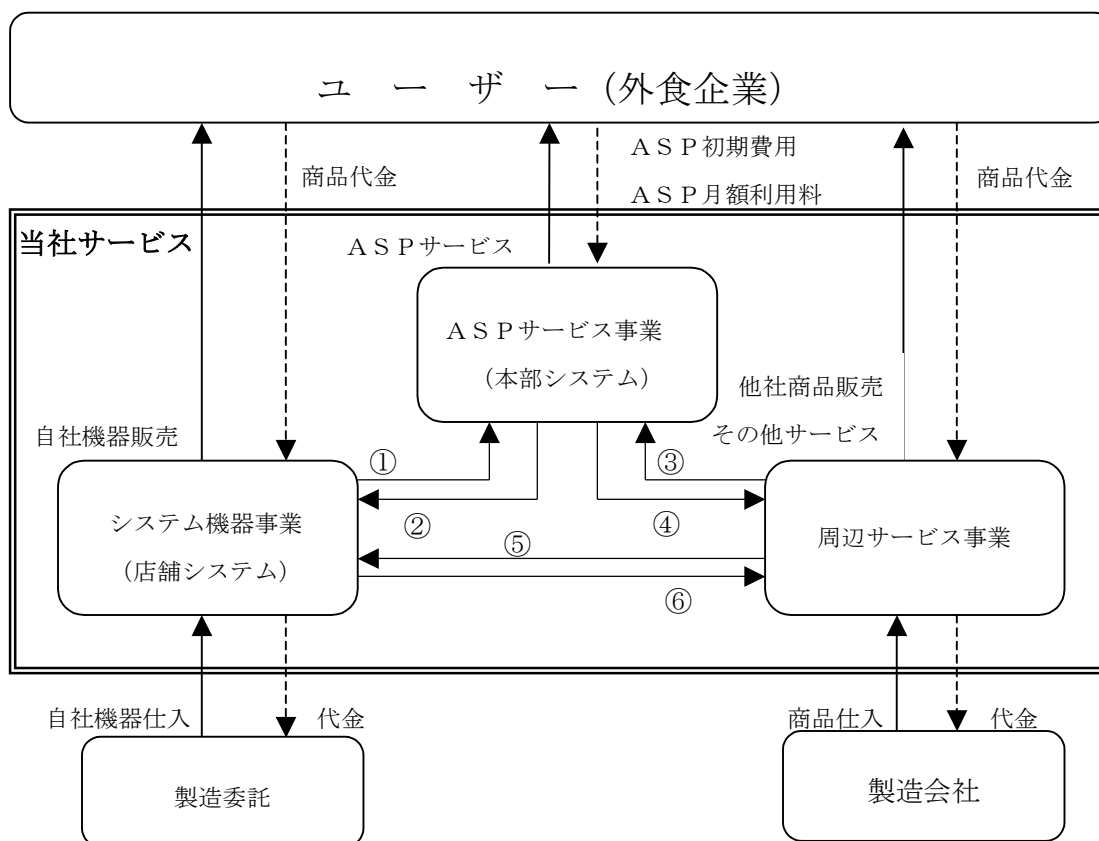 ユーザー(外食企業)
商品代金
ASP初期費用
ASP月額利用料
商品代金
当社サービス
ASPサービス
ASPサービス事業
(本部システム)
他社商品販売
その他サービス
自社機器販売
①
②
③
④
⑤
⑥
システム機器事業
(店舗システム)
周辺サービス事業
自社機器仕入
代金
商品仕入
代金
製造委託
製造会社